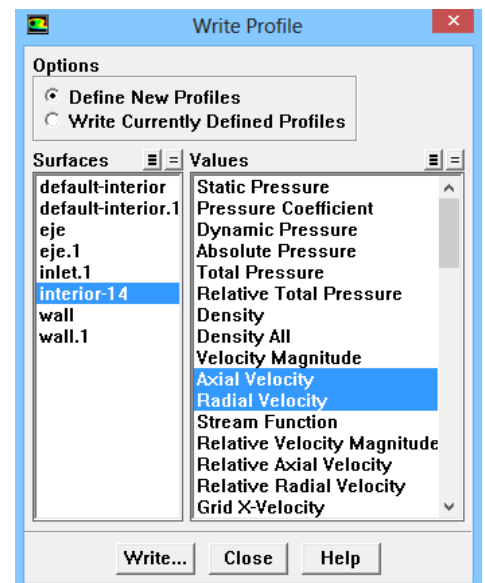 Write Profile
Options
Define New Profiles
Write Currently Defined Profiles
Surfaces
default-interior
default-interior.1
eje
eje.1
inlet.1
interior-14
wall
wall.1
Values
Static Pressure
Pressure Coefficient
Dynamic Pressure
Absolute Pressure
Total Pressure
Relative Total Pressure
Density
Density All
Velocity Magnitude
Axial Velocity
Radial Velocity
Stream Function
Relative Velocity Magnitude
Relative Axial Velocity
Relative Radial Velocity
Grid X-Velocity
Write... Close Help